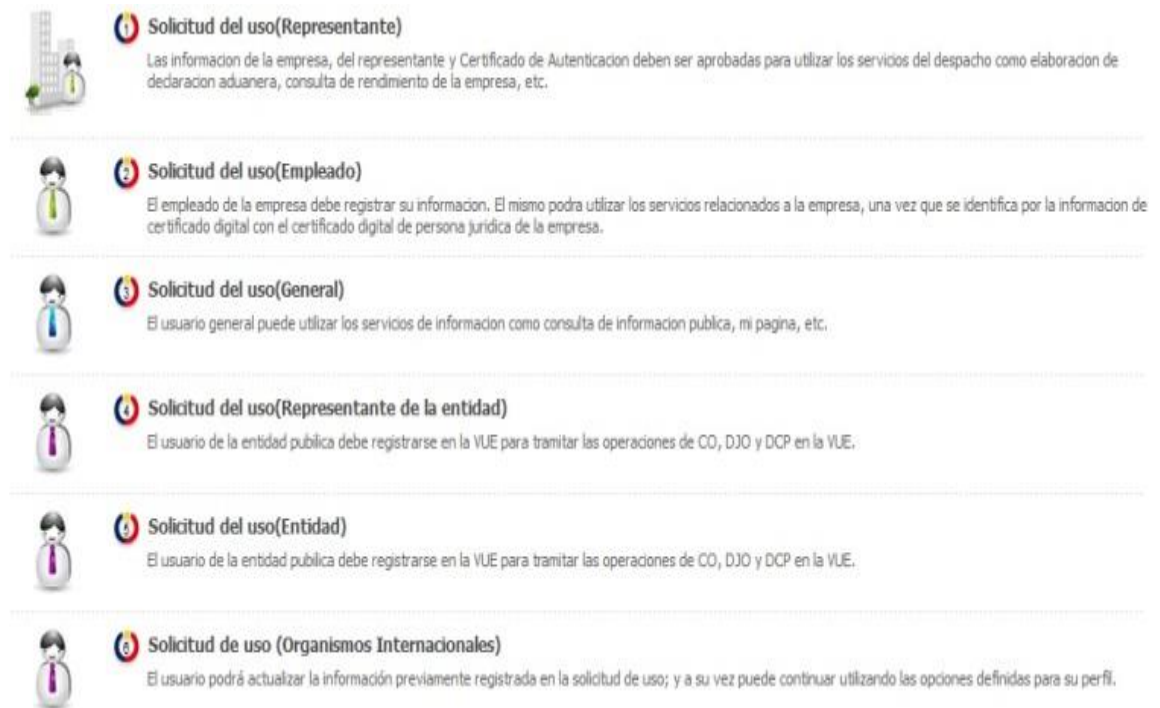 1 Solicitud del uso(Representante)
Las informacion de la empresa, del representante y Certificado de Autenticacion deben ser aprobadas para utilizar los servicios del despacho como elaboracion de
declaracion aduanera, consulta de rendimiento de la empresa, etc.
2 Solicitud del uso(Empleado)
El empleado de la empresa debe registrar su informacion. El mismo podra utilizar los servicios relacionados a la empresa, una vez que se identifica por la informacion de
certificado digital con el certificado digital de persona juridica de la empresa.
3 Solicitud del uso(General)
El usuario general puede utilizar los servicios de informacion como consulta de informacion publica, mi pagina, etc.
4 Solicitud del uso(Representante de la entidad)
El usuario de la entidad publica debe registrarse en la VUE para tramitar las operaciones de CO, DJO y DCP en la VUE.
5 Solicitud del uso(Entidad)
El usuario de la entidad publica debe registrarse en la VUE para tramitar las operaciones de CO, DJO y DCP en la VUE.
6 Solicitud de uso (Organismos Internacionales)
El usuario podrá actualizar la información previamente registrada en la solicitud de uso; y a su vez puede continuar utilizando las opciones definidas para su perfil.